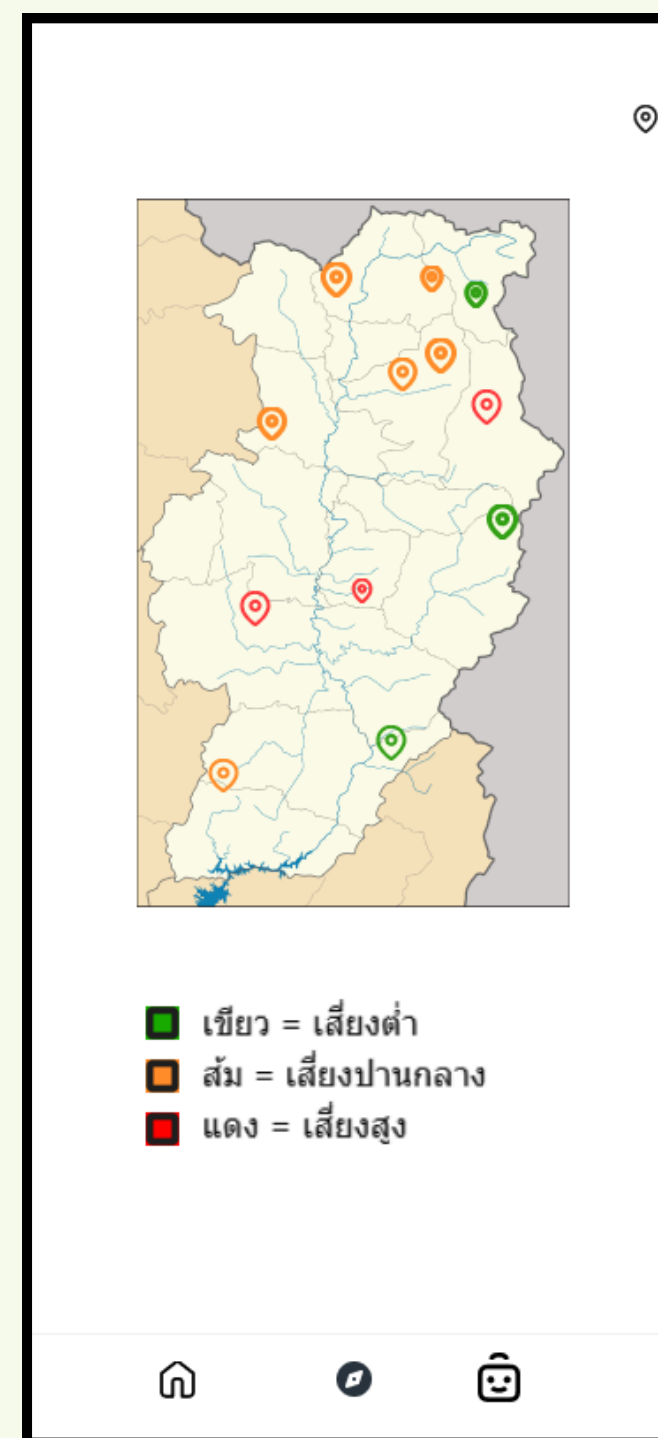 เขียว = เสี่ยงต่ำ
ส้ม = เสี่ยงปานกลาง
แดง = เสี่ยงสูง